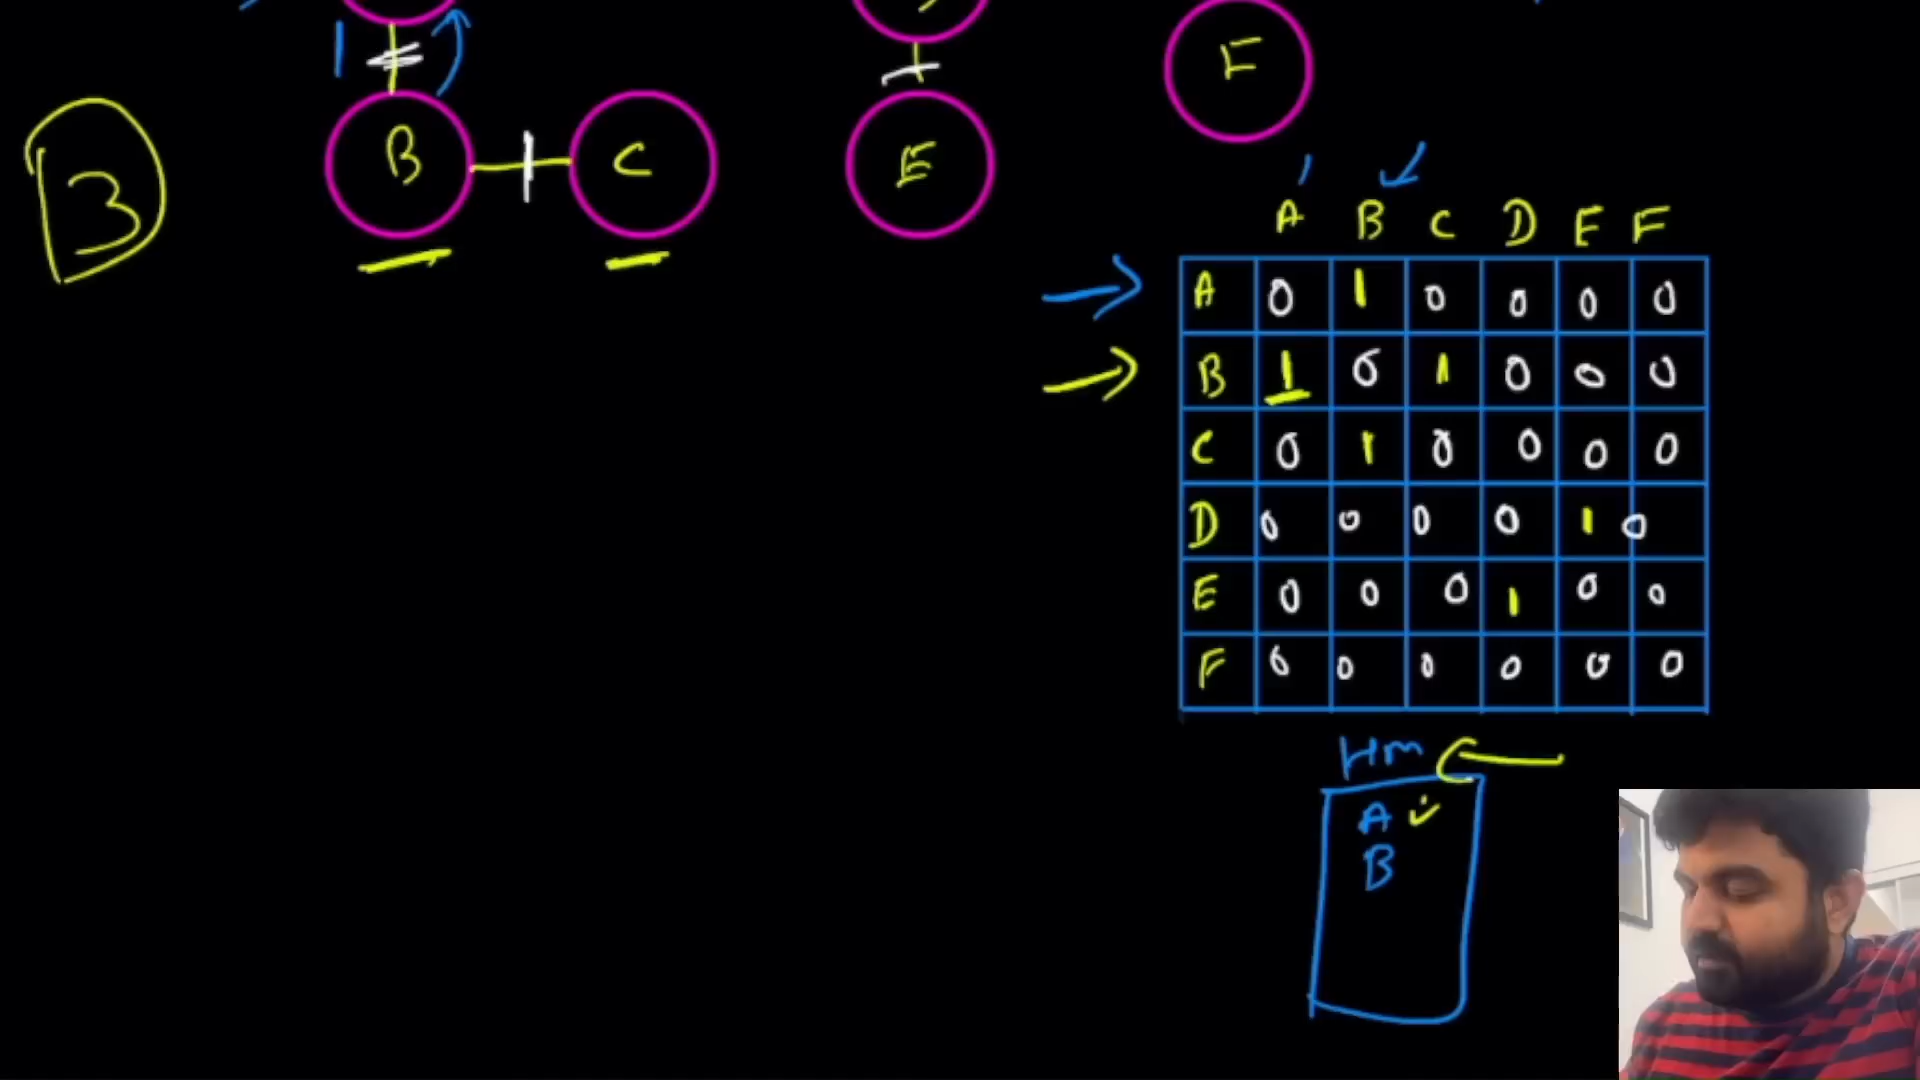 F
3
B C E
A B C D E F
A 0 1 0 0 0 0
B 1 0 1 0 0 0
C 0 1 0 0 0 0
D 0 0 0 0 1 0
E 0 0 0 1 0 0
F 0 0 0 0 0 0
Hm
A
B